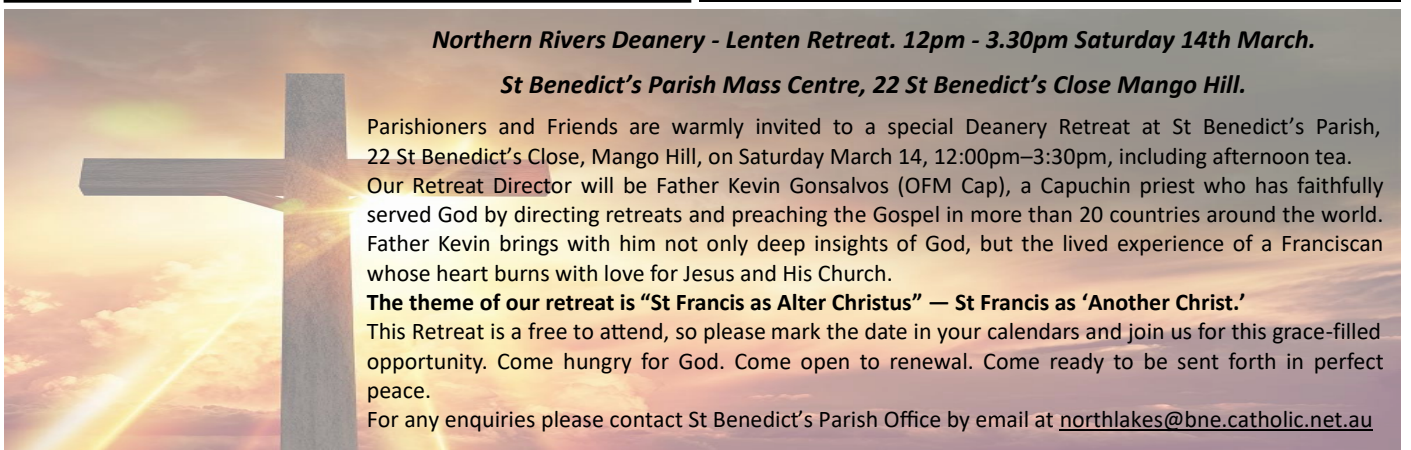 Northern Rivers Deanery - Lenten Retreat. 12pm - 3.30pm Saturday 14th March.
St Benedict’s Parish Mass Centre, 22 St Benedict’s Close Mango Hill.
Parishioners and Friends are warmly invited to a special Deanery Retreat at St Benedict’s Parish,
22 St Benedict’s Close, Mango Hill, on Saturday March 14, 12:00pm–3:30pm, including afternoon tea.
Our Retreat Director will be Father Kevin Gonsalvos (OFM Cap), a Capuchin priest who has faithfully
served God by directing retreats and preaching the Gospel in more than 20 countries around the world.
Father Kevin brings with him not only deep insights of God, but the lived experience of a Franciscan
whose heart burns with love for Jesus and His Church.
The theme of our retreat is “St Francis as Alter Christus” — St Francis as ‘Another Christ.’
This Retreat is a free to attend, so please mark the date in your calendars and join us for this grace-filled
opportunity. Come hungry for God. Come open to renewal. Come ready to be sent forth in perfect
peace.
For any enquiries please contact St Benedict’s Parish Office by email at northlakes@bne.catholic.net.au